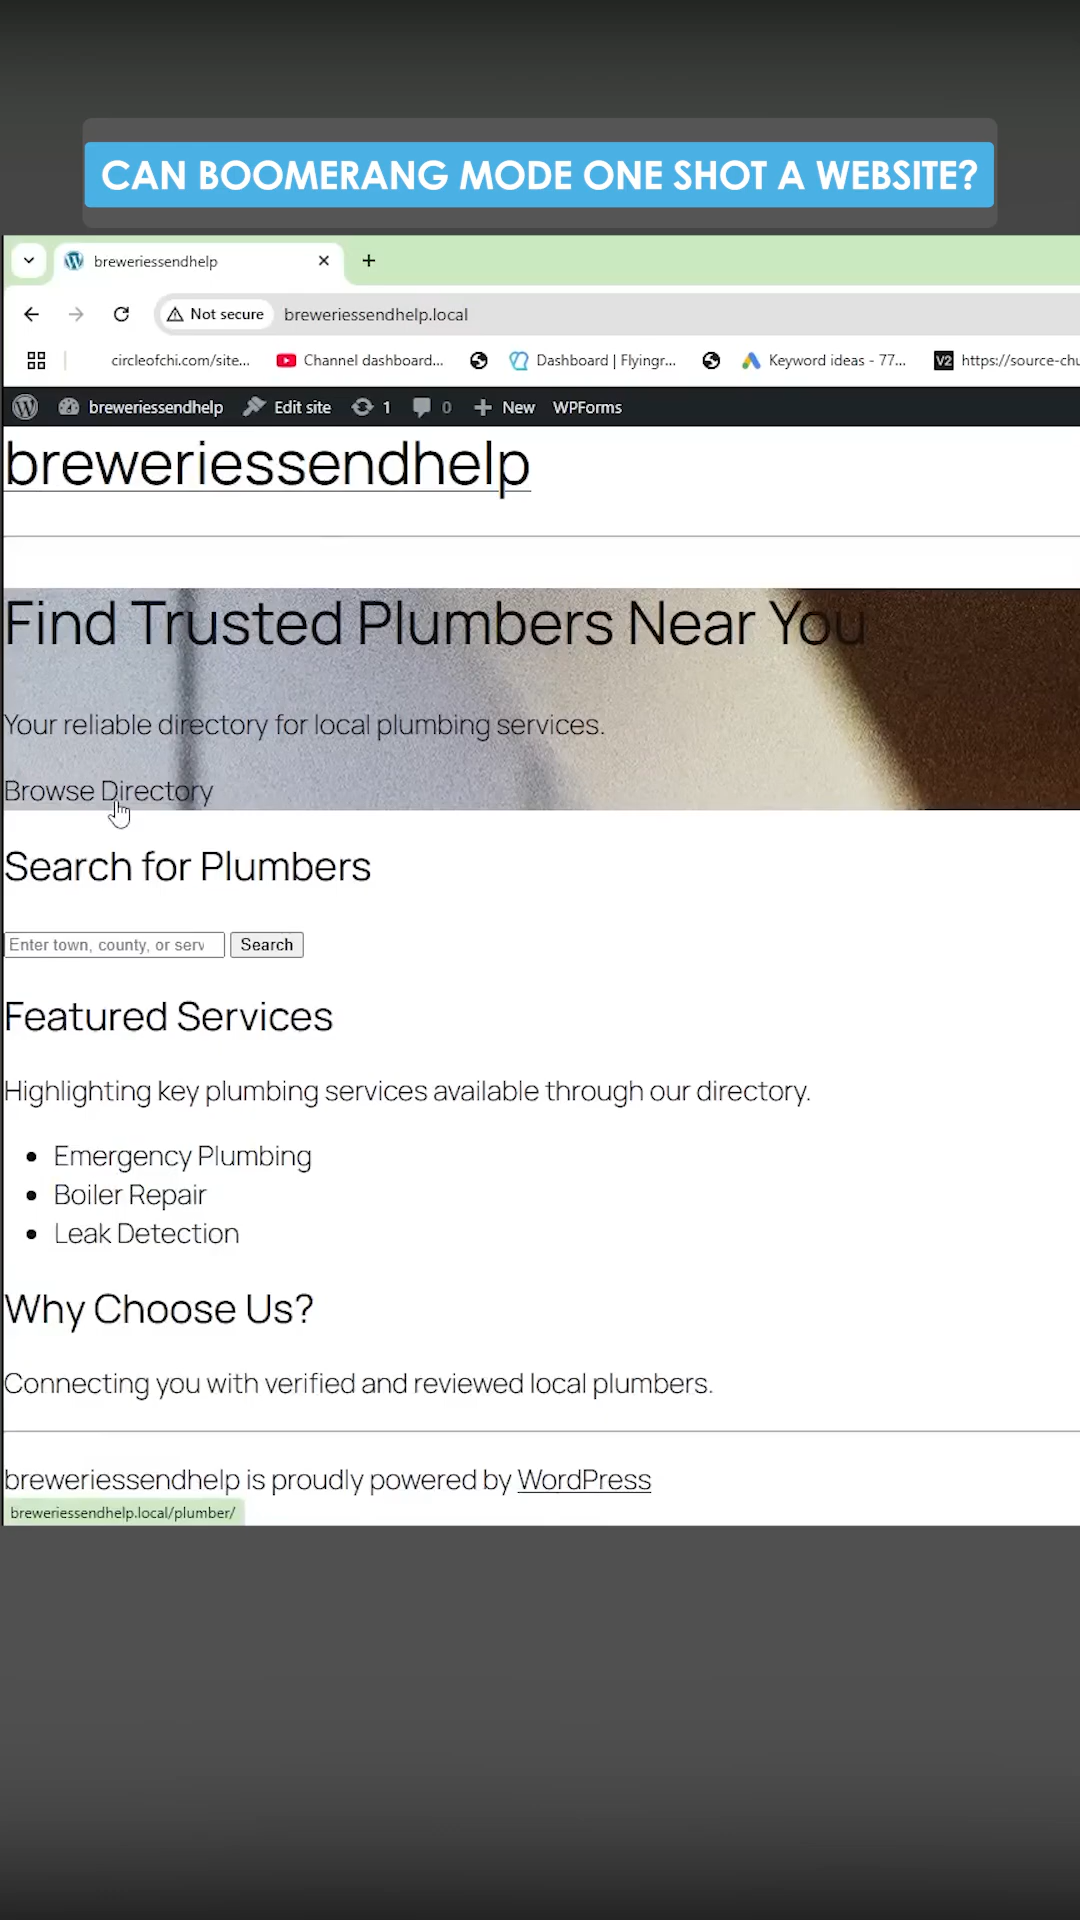 CAN BOOMERANG MODE ONE SHOT A WEBSITE?
breweriessendhelp
Not secure breweriessendhelp.local
circleofchi.com/site... Channel dashboard... Dashboard | Flyingr... Keyword ideas - 77... V2 https://source-chu
breweriessendhelp Edit site 1 0 New WPForms
breweriessendhelp
Find Trusted Plumbers Near You
Your reliable directory for local plumbing services.
Browse Directory
Search for Plumbers
Enter town, county, or serv Search
Featured Services
Highlighting key plumbing services available through our directory.
Emergency Plumbing
Boiler Repair
Leak Detection
Why Choose Us?
Connecting you with verified and reviewed local plumbers.
breweriessendhelp is proudly powered by WordPress
breweriessendhelp.local/plumber/